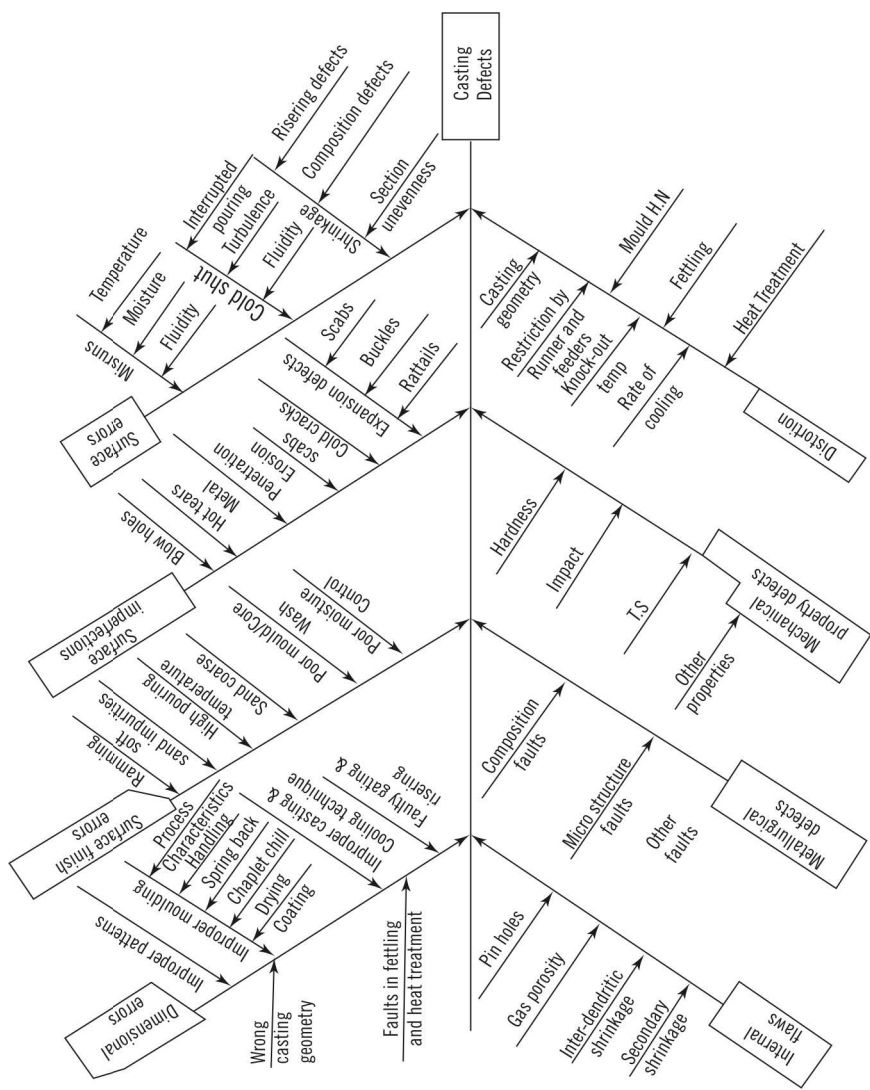 Casting
Defects
Surface
errors
Misruns
Temperature
Moisture
Fluidity
Cold shut
Interrupted
pouring
Turbulence
Fluidity
Shrinkage
Risering defects
Composition defects
Section
unevenness
Surface
imperfections
Blow holes
Hot tears
Metal
Penetration
Erosion
scabs
Cold cracks
Expansion defects
Scabs
Buckles
Rattails
Surface finish
errors
Ramming
soft
sand impurities
High pouring
temperature
Sand coarse
Poor mould/Core
Wash
Poor moisture
Control
Dimensional
errors
Improper patterns
Improper moulding
Process
Characteristics
Handling
Spring back
Chaplet chill
Drying
Coating
Improper casting &
Cooling technique
Faulty gating &
risering
Wrong
casting
geometry
Faults in fettling
and heat treatment
Casting
geometry
Restriction by
Runner and
feeders
Knock-out
temp
Rate of
cooling
Mould H.N
Fettling
Heat Treatment
Distortion
Hardness
Impact
T.S
Other
properties
Mechanical
property defects
Composition
faults
Micro structure
faults
Other
faults
Metallurgical
defects
Pin holes
Gas porosity
Inter-dendritic
shrinkage
Secondary
shrinkage
Internal
flaws